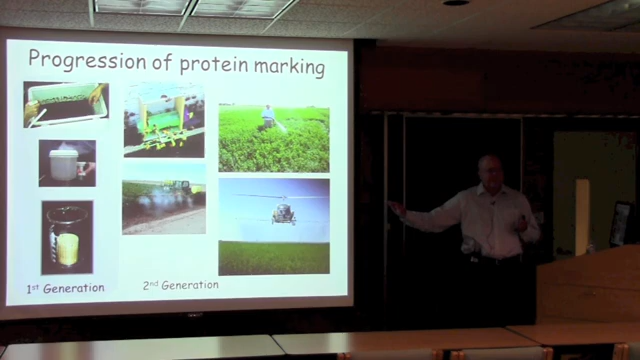 Progression of protein marking
1st Generation
2nd Generation